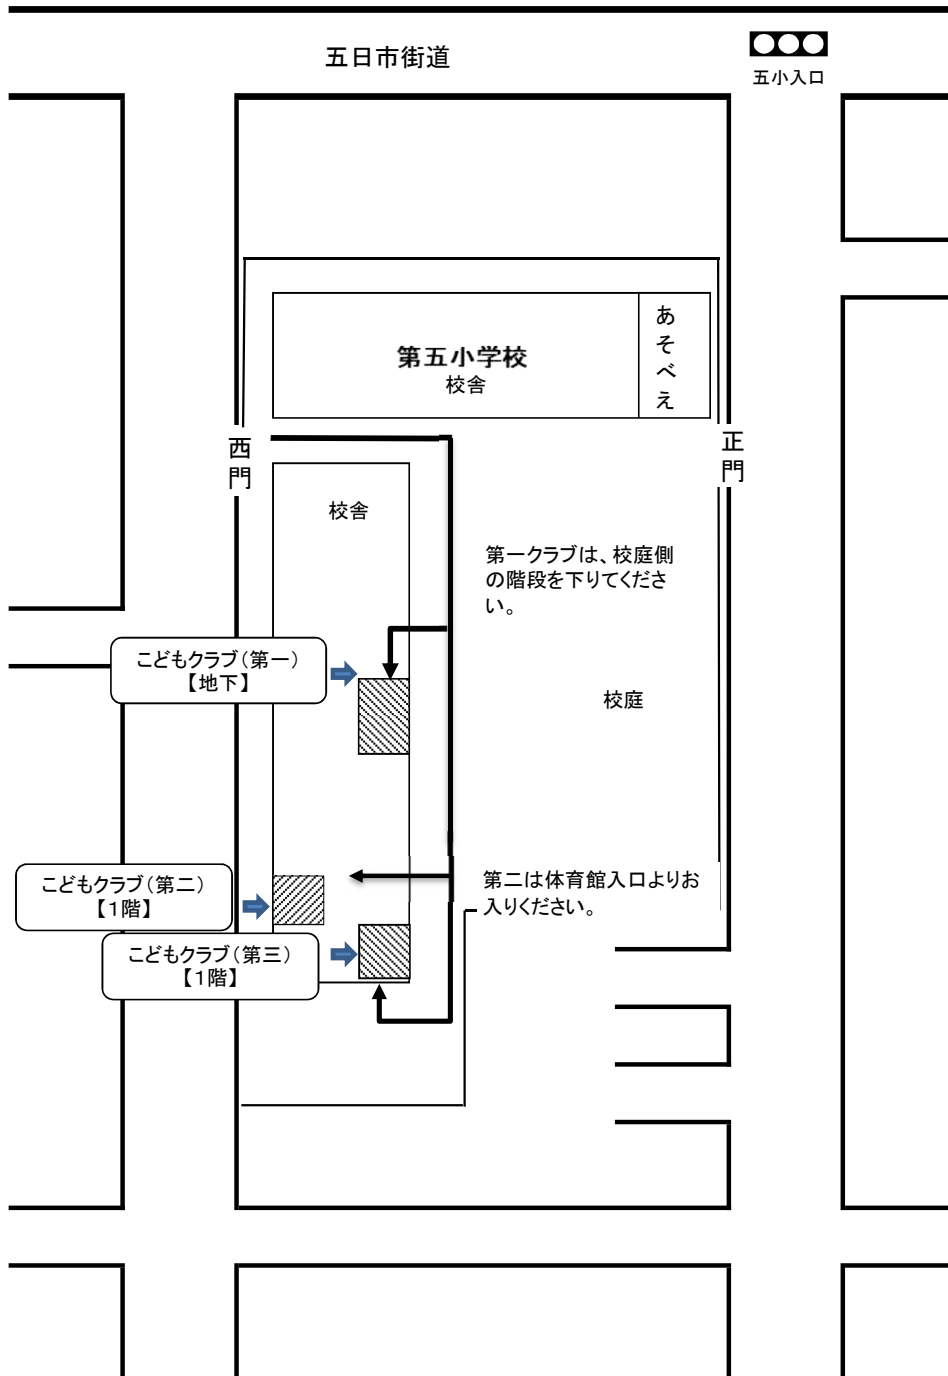 五日市街道
五小入口
第五小学校
校舎
あそべえ
西門
正門
校舎
第一クラブは、校庭側
の階段を下りてくださ
い。
こどもクラブ（第一）
【地下】
校庭
こどもクラブ（第二）
【１階】
第二は体育館入口よりお
入りください。
こどもクラブ（第三）
【１階】